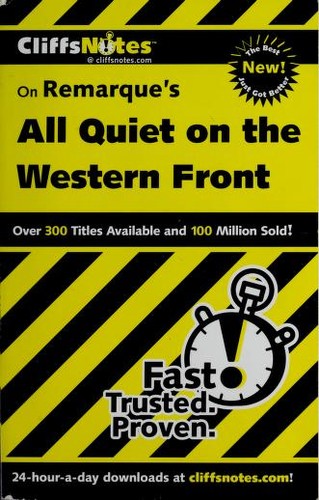 CliffsNotes™
@ cliffsnotes.com
The Best
New!
Just Got Better
On Remarque's
All Quiet on the
Western Front
Over 300 Titles Available and 100 Million Sold!
Fast.
Trusted.
Proven.
24-hour-a-day downloads at cliffsnotes.com!